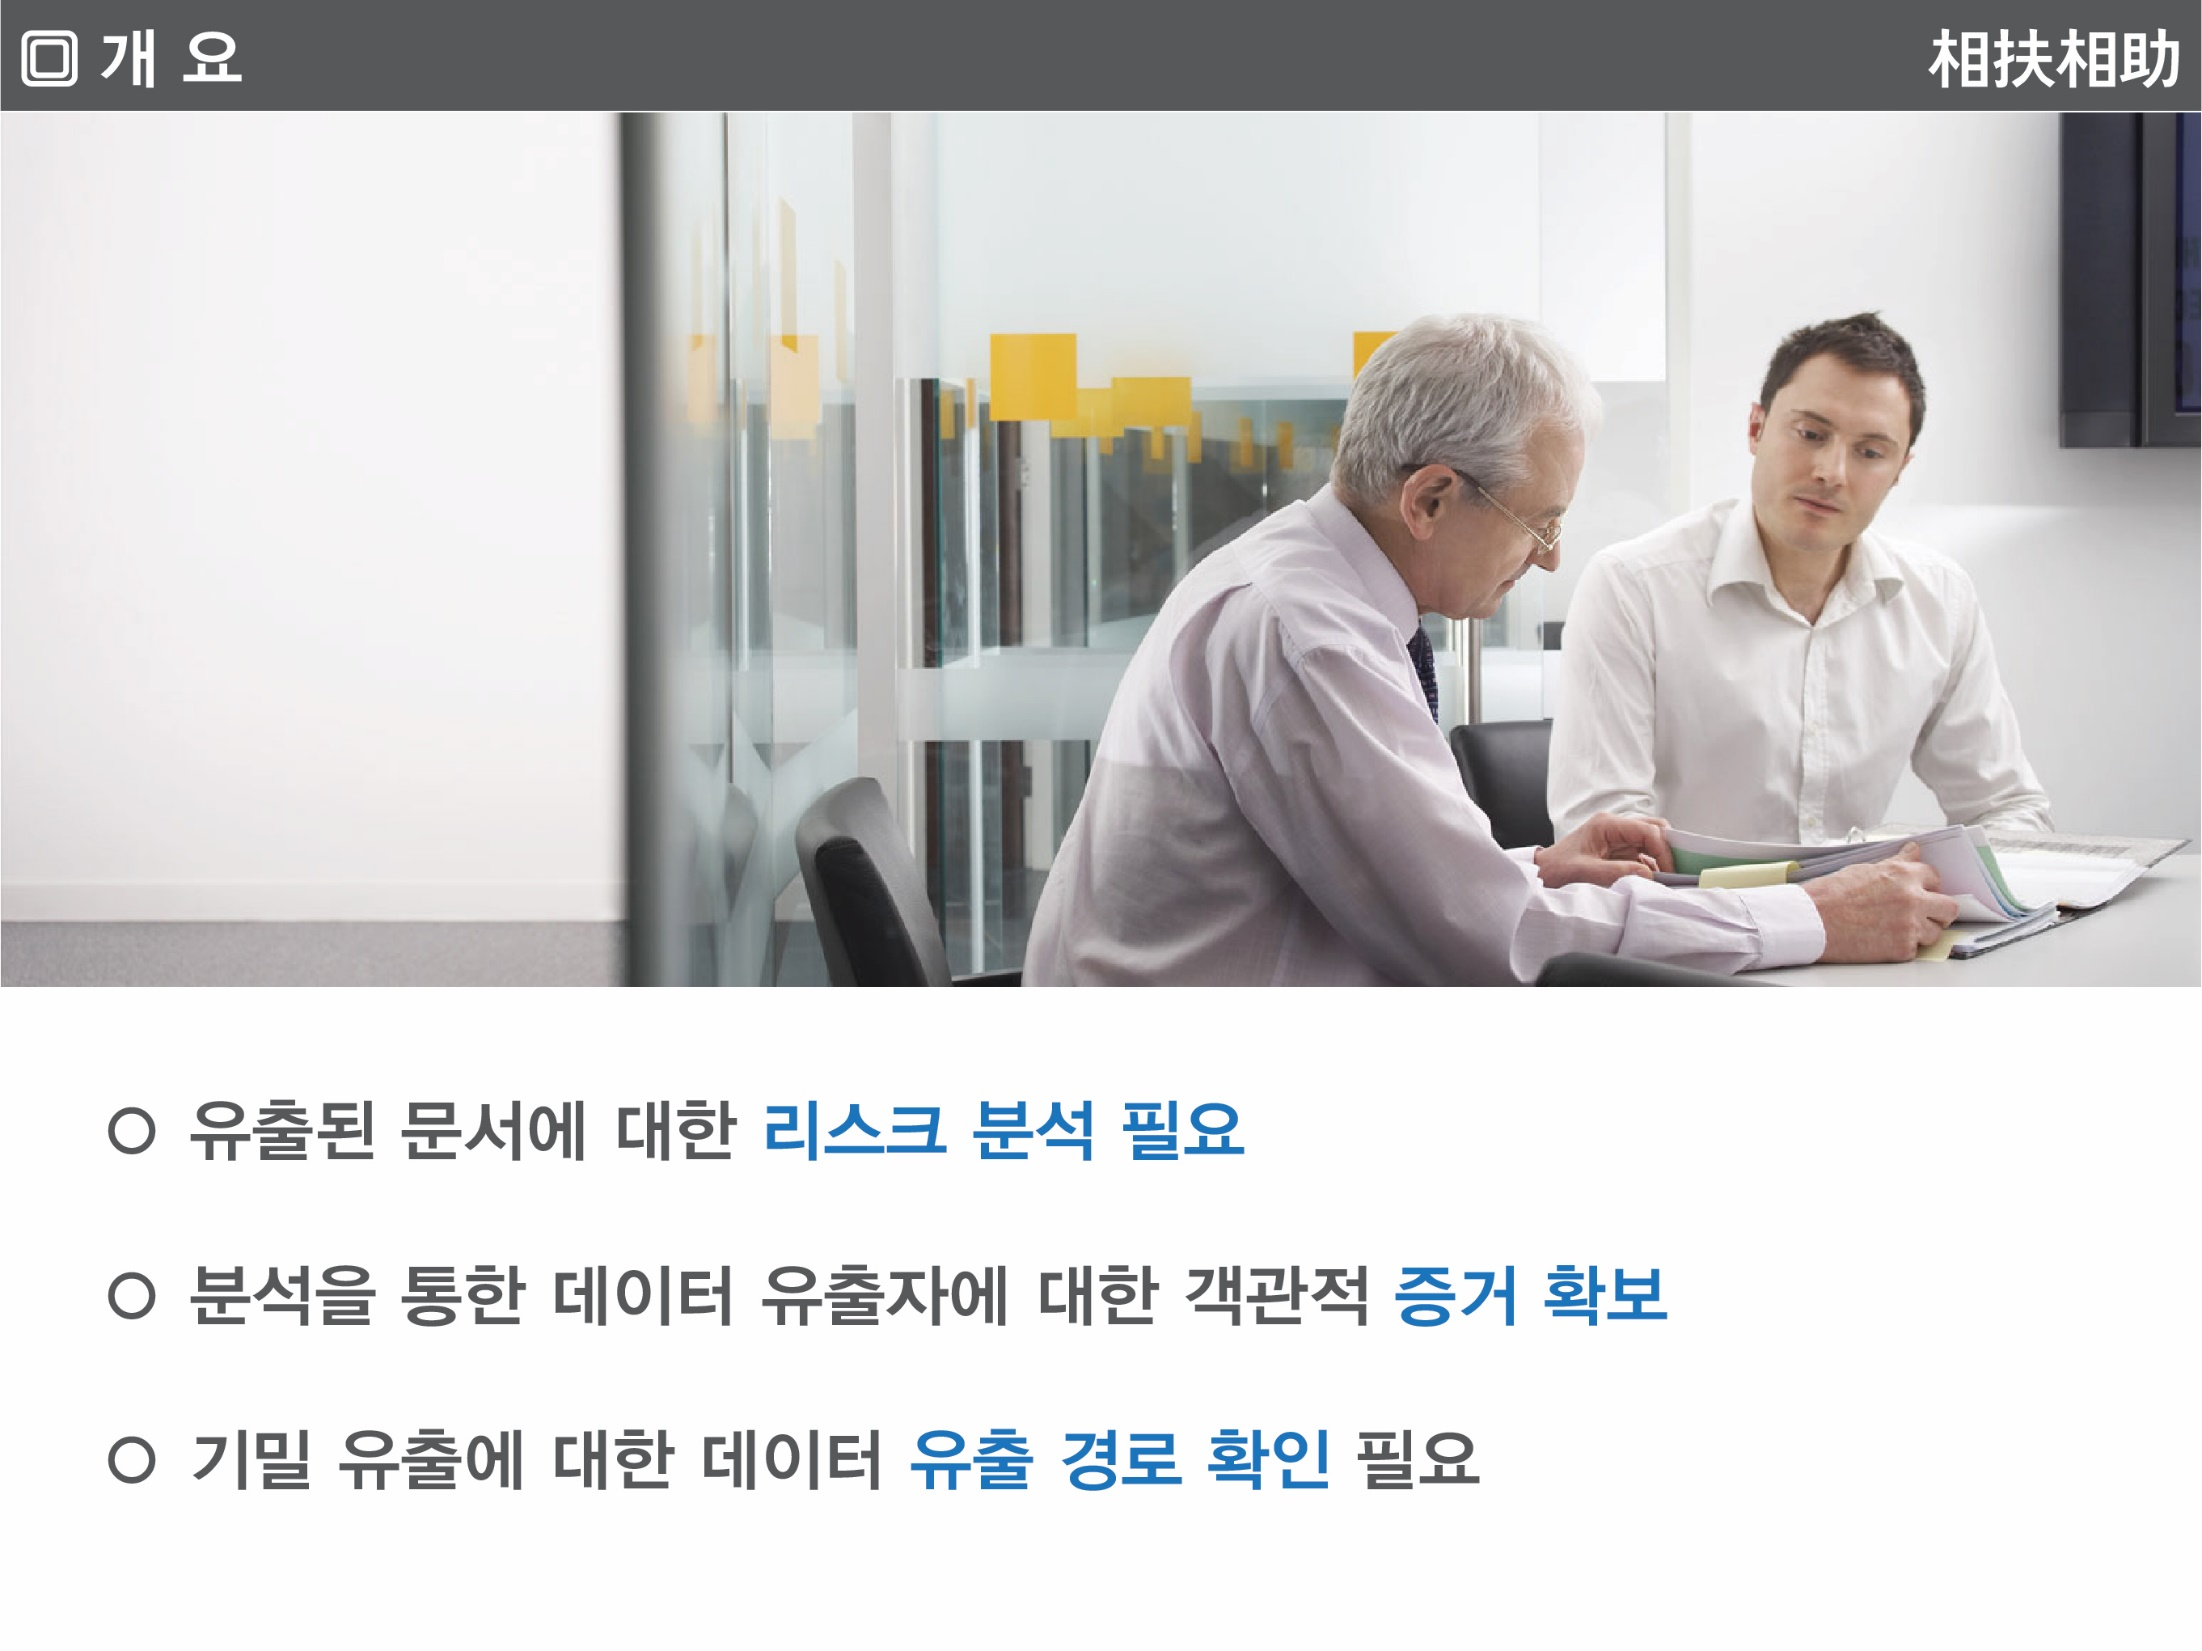 개 요
相扶相助
유출된 문서에 대한 리스크 분석 필요
분석을 통한 데이터 유출자에 대한 객관적 증거 확보
기밀 유출에 대한 데이터 유출 경로 확인 필요